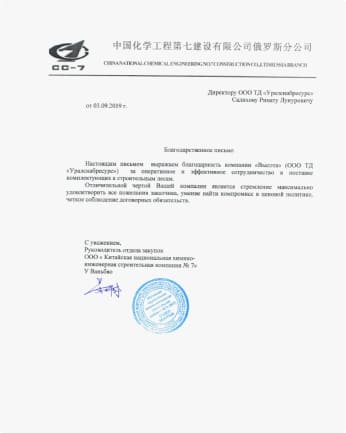 中国化学工程第七建设有限公司俄罗斯分公司
CC-7
CHINA NATIONAL CHEMICAL ENGINEERING NO7 CONSTRUCTION CO.,LTD RUSSIA BRANCH
Директору ООО ТД «Уралснабресурс»
Салахову Ринату
от 03.09.2019 г.
Благодарственное письмо
Настоящим письмом выражаем благодарность компании «Высота» (ООО ТД
«Уралснабресурс») за оперативное и эффективное сотрудничество в поставке
комплектующих к строительным лесам.
Отличительной чертой Вашей компании является стремление максимально
удовлетворить все пожелания заказчика, умение найти компромисс в ценовой политике,
четкое соблюдение договорных обязательств.
С уважением,
Руководитель отдела закупок
ООО « Китайская национальная химико-
инженерная строительная компания № 7»
У Ваньбяо